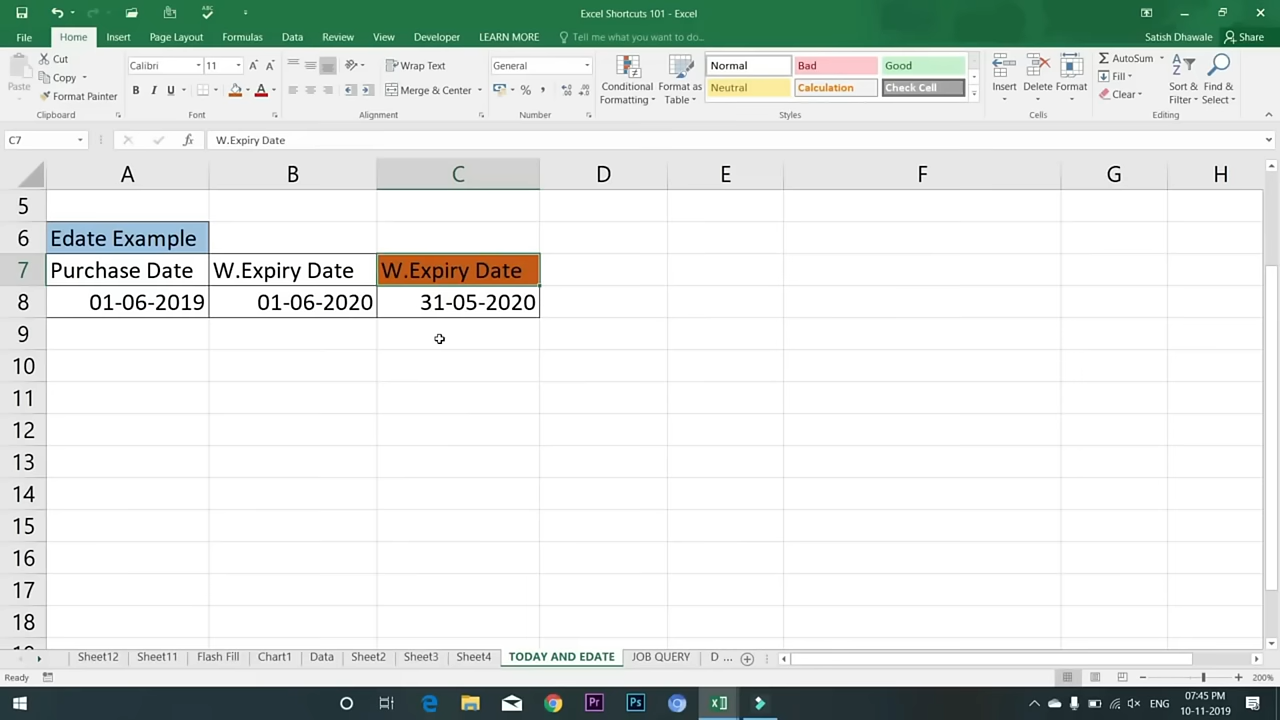 Excel Shortcuts 101 - Excel
File Home Insert Page Layout Formulas Data Review View Developer LEARN MORE Tell me what you want to do... Satish Dhawale Share
Paste Cut Copy Format Painter Clipboard
Calibri 11 B I U Font
Wrap Text Merge & Center Alignment
General % , Number
Conditional Formatting Format as Table
Normal Bad Good
Neutral Calculation Check Cell
Styles
Insert Delete Format Cells
AutoSum Fill Clear Sort & Filter Find & Select Editing
C7 fx W.Expiry Date
A B C D E F G H
5
6 Edate Example
7 Purchase Date W.Expiry Date W.Expiry Date
8 01-06-2019 01-06-2020 31-05-2020
9
10
11
12
13
14
15
16
17
18
Sheet12 Sheet11 Flash Fill Chart1 Data Sheet2 Sheet3 Sheet4 TODAY AND EDATE JOB QUERY D ...
Ready 200%
Pr Ps ENG 07:45 PM
10-11-2019